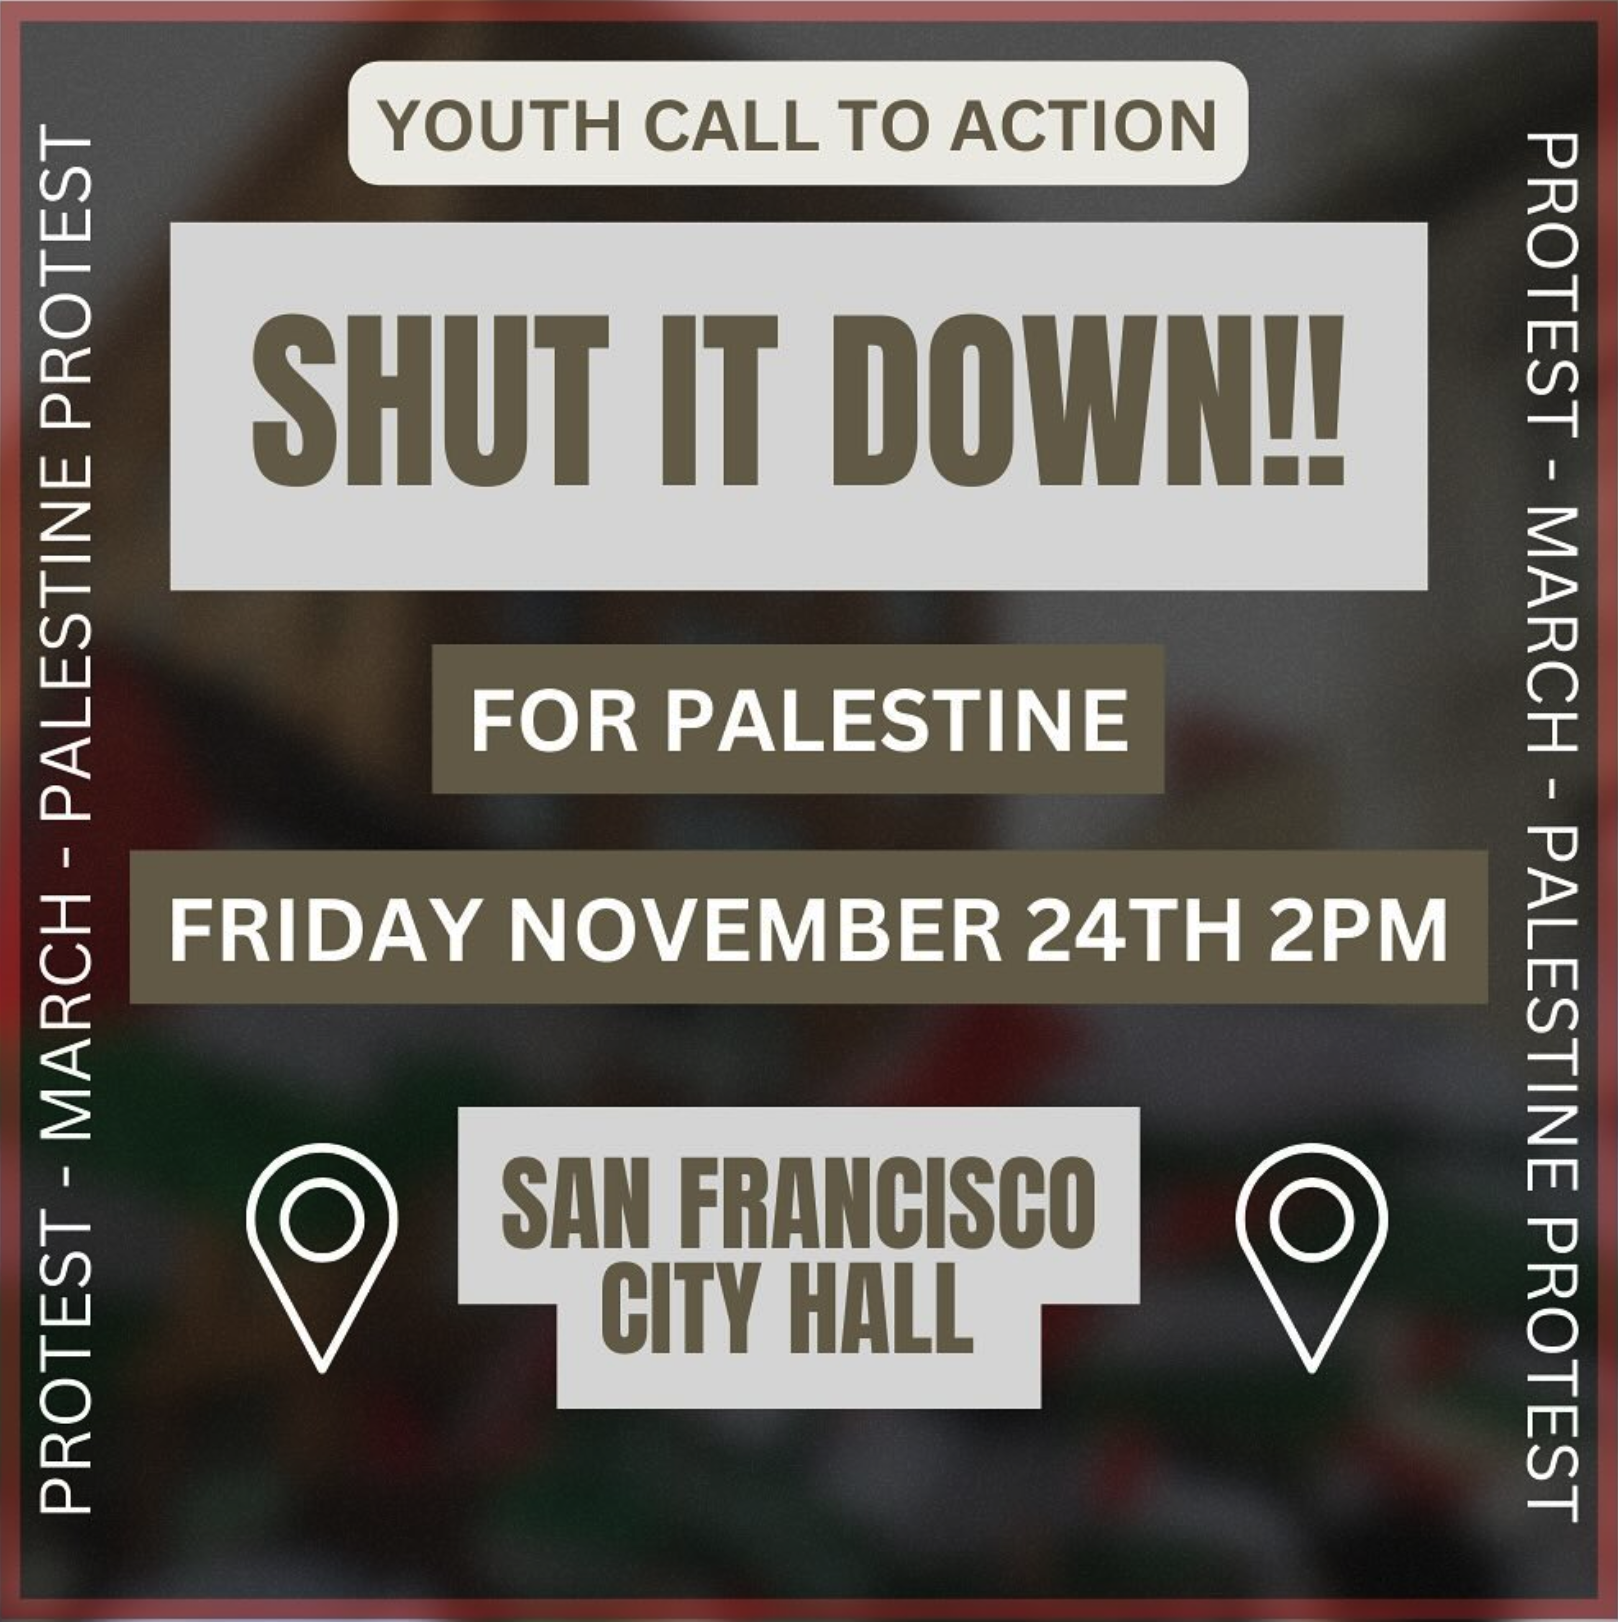 YOUTH CALL TO ACTION
SHUT IT DOWN!!
FOR PALESTINE
FRIDAY NOVEMBER 24TH 2PM
SAN FRANCISCO
CITY HALL
PROTEST - MARCH - PALESTINE PROTEST
PROTEST - MARCH - PALESTINE PROTEST